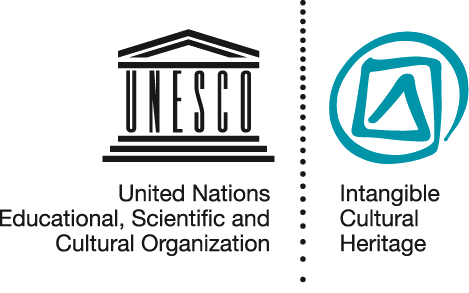 UNESCO
United Nations
Educational, Scientific and
Cultural Organization
Intangible
Cultural
Heritage